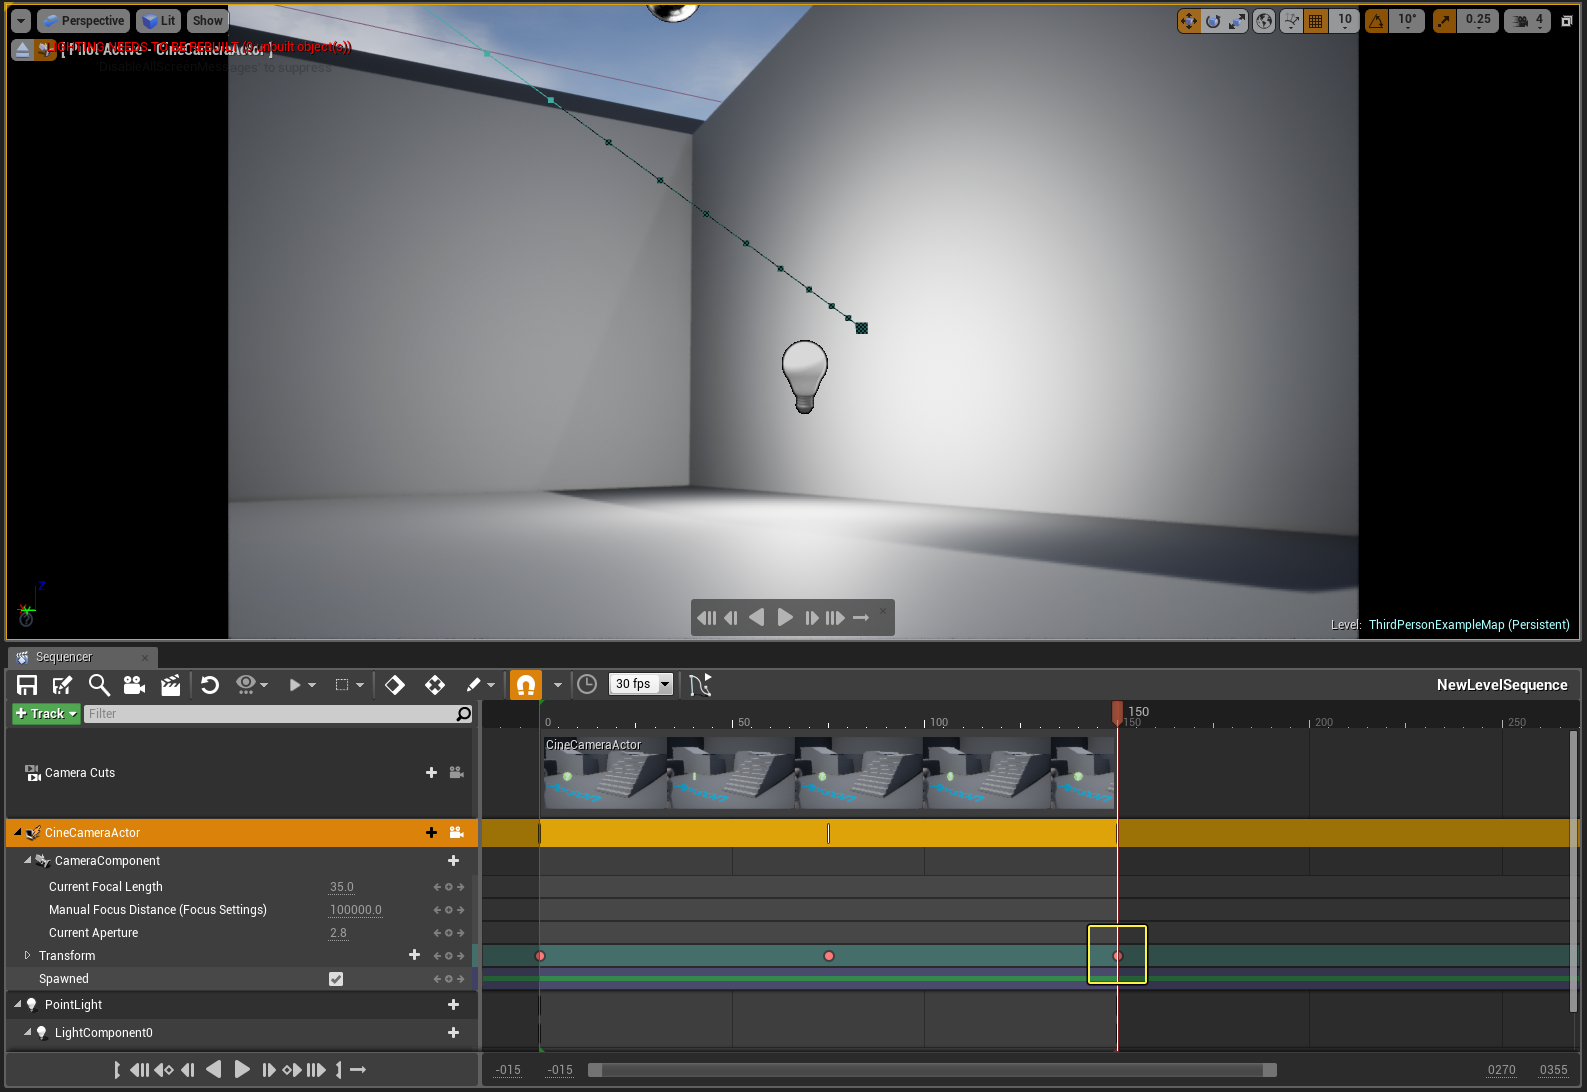 Perspective Lit Show 10 10° 0.25 4
LIGHTING NEEDS TO BE REBUILT unbuilt object(s))
[ Pilot Active - CineCameraActor ]
'DisableAllScreenMessages' to suppress
Z
Level: ThirdPersonExampleMap (Persistent)
Sequencer
30 fps NewLevelSequence
Track Filter 0 50 100 150 150 200 250
CineCameraActor
Camera Cuts
CineCameraActor
CameraComponent
Current Focal Length 35.0
Manual Focus Distance (Focus Settings) 100000.0
Current Aperture 2.8
Transform
Spawned
PointLight
LightComponent0
-015 -015 0270 0355